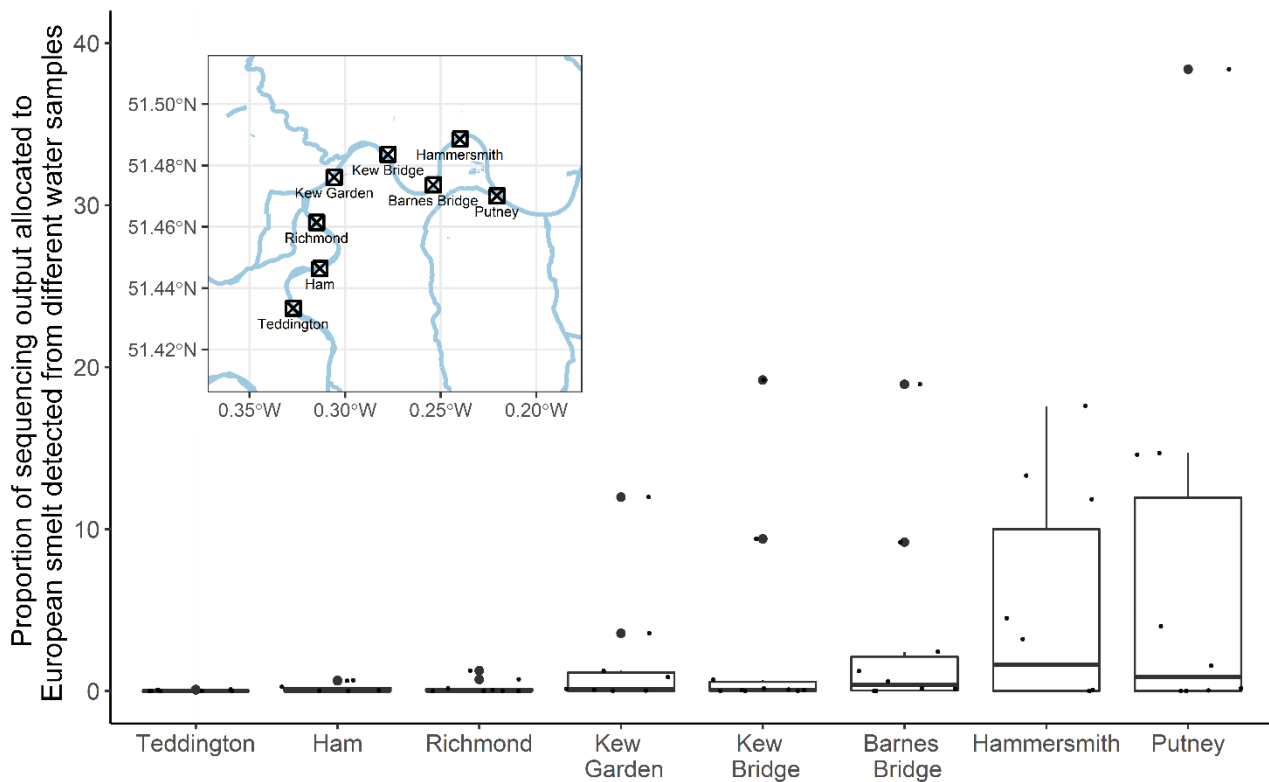 Proportion of sequencing output allocated to
European smelt detected from different water samples
40
30
20
10
0
51.50°N
51.48°N
51.46°N
51.44°N
51.42°N
0.35°W
0.30°W
0.25°W
0.20°W
Hammersmith
Kew Bridge
Kew Garden
Barnes Bridge
Putney
Richmond
Ham
Teddington
Teddington
Ham
Richmond
Kew
Garden
Kew
Bridge
Barnes
Bridge
Hammersmith
Putney